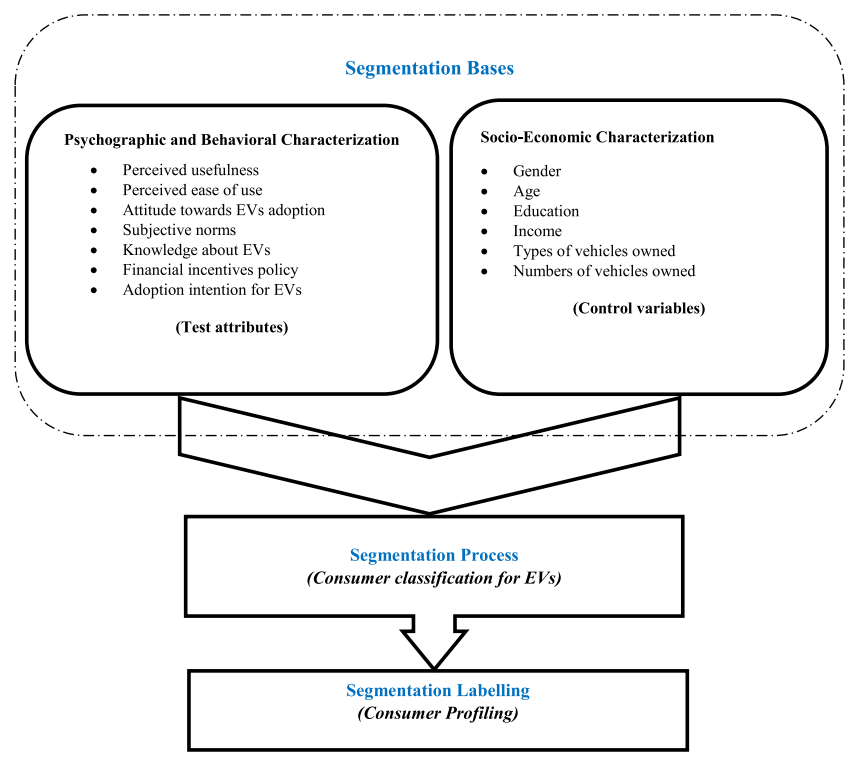 Segmentation Bases
Psychographic and Behavioral Characterization
• Perceived usefulness
• Perceived ease of use
• Attitude towards EVs adoption
• Subjective norms
• Knowledge about EVs
• Financial incentives policy
• Adoption intention for EVs
(Test attributes)
Socio-Economic Characterization
• Gender
• Age
• Education
• Income
• Types of vehicles owned
• Numbers of vehicles owned
(Control variables)
Segmentation Process
(Consumer classification for EVs)
Segmentation Labelling
(Consumer Profiling)